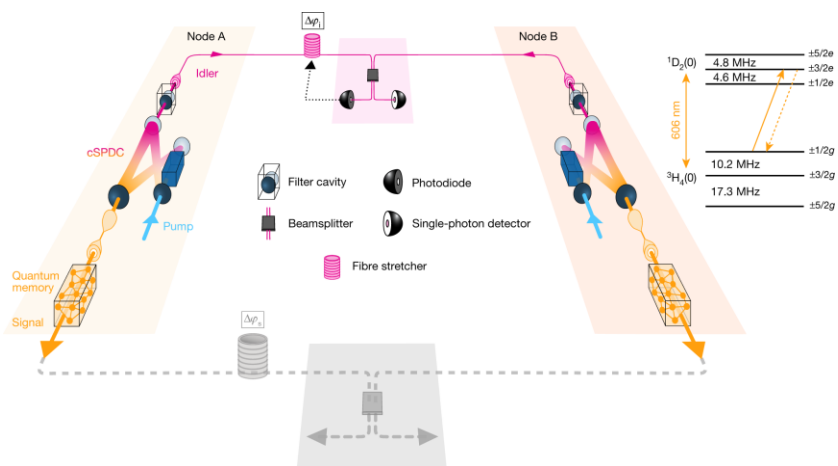 Node A
Δφi
Node B
Idler
cSPDC
Pump
Quantum
memory
Signal
Filter cavity
Photodiode
Beamsplitter
Single-photon detector
Fibre stretcher
Δφs
¹D₂(0)
4.8 MHz
4.6 MHz
±5/2e
±3/2e
±1/2e
606 nm
³H₄(0)
10.2 MHz
17.3 MHz
±1/2g
±3/2g
±5/2g